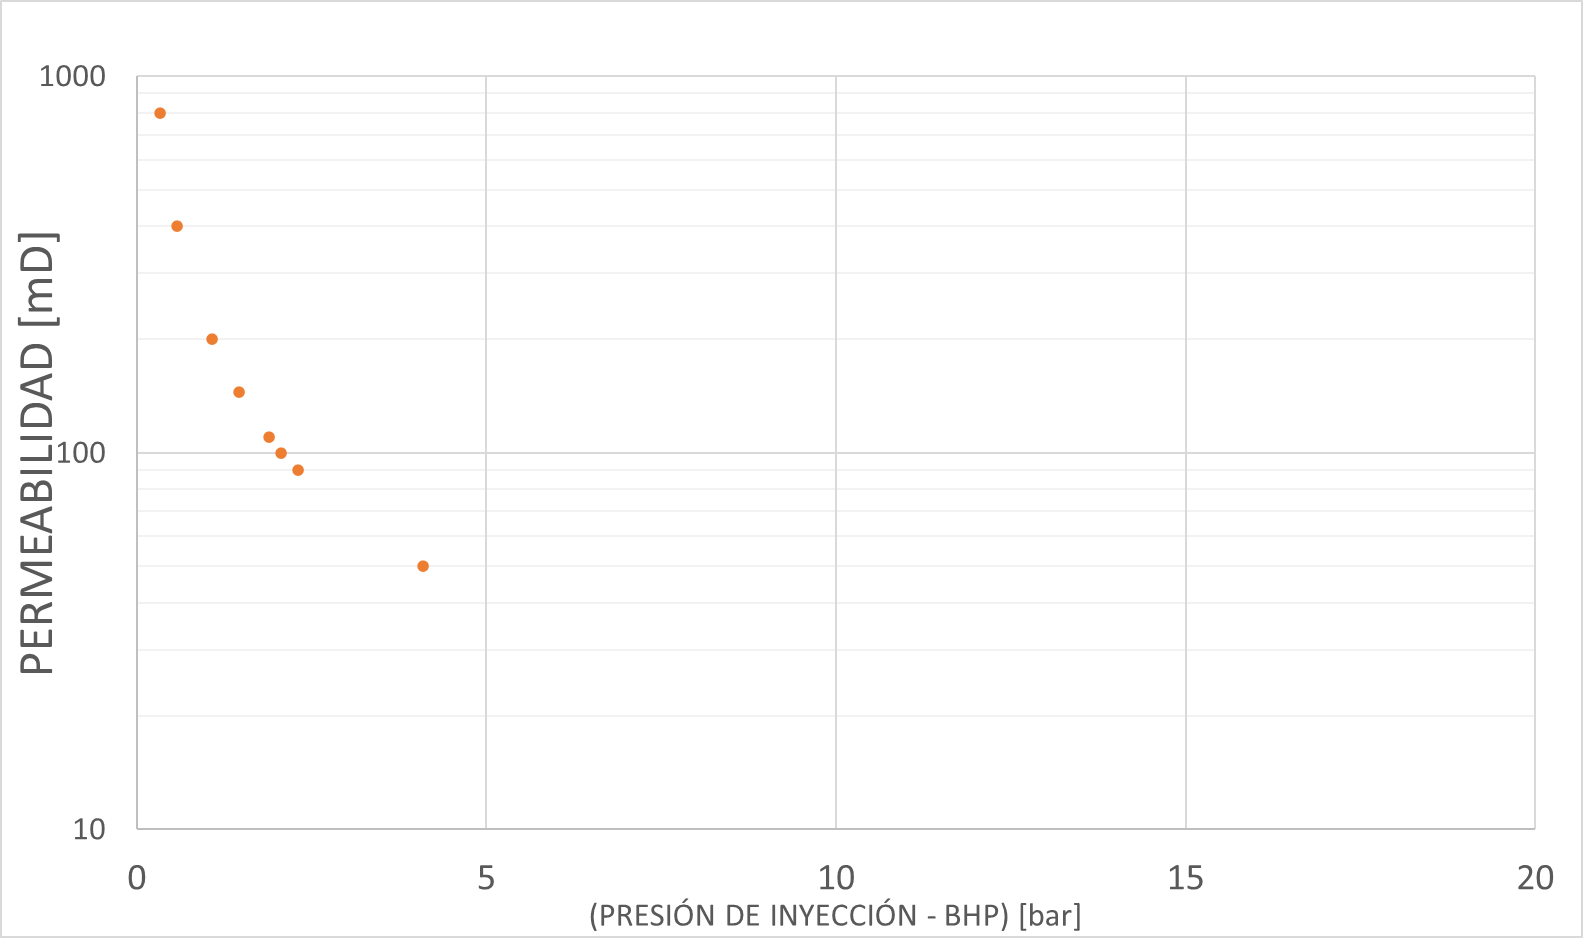 PERMEABILIDAD [mD]
1000
100
10
0 5 10 15 20
(PRESIÓN DE INYECCIÓN - BHP) [bar]